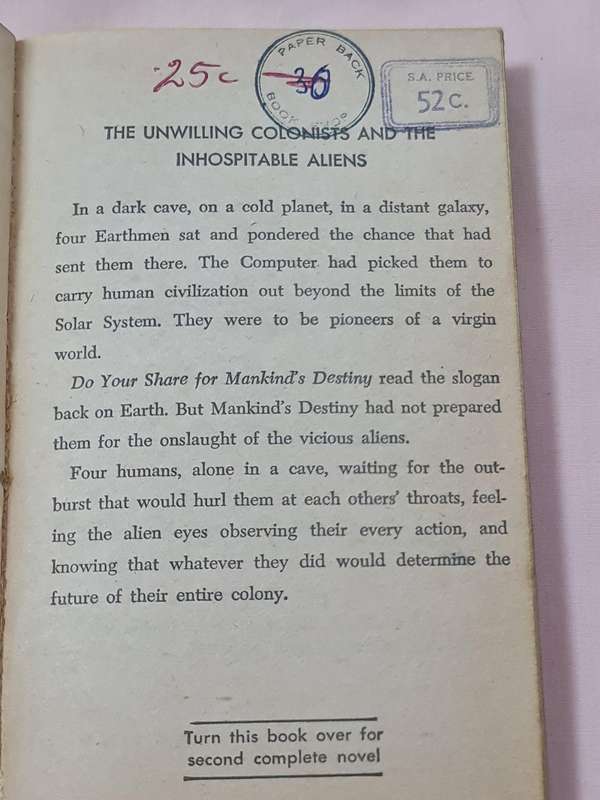 25c
PAPER BACK
BOOK
S.A. PRICE
52C.
THE UNWILLING COLONISTS AND THE
INHOSPITABLE ALIENS
In a dark cave, on a cold planet, in a distant galaxy,
four Earthmen sat and pondered the chance that had
sent them there. The Computer had picked them to
carry human civilization out beyond the limits of the
Solar System. They were to be pioneers of a virgin
world.
Do Your Share for Mankind's Destiny read the slogan
back on Earth. But Mankind's Destiny had not prepared
them for the onslaught of the vicious aliens.
Four humans, alone in a cave, waiting for the out-
burst that would hurl them at each others' throats, feel-
ing the alien eyes observing their every action, and
knowing that whatever they did would determine the
future of their entire colony.
Turn this book over for
second complete novel